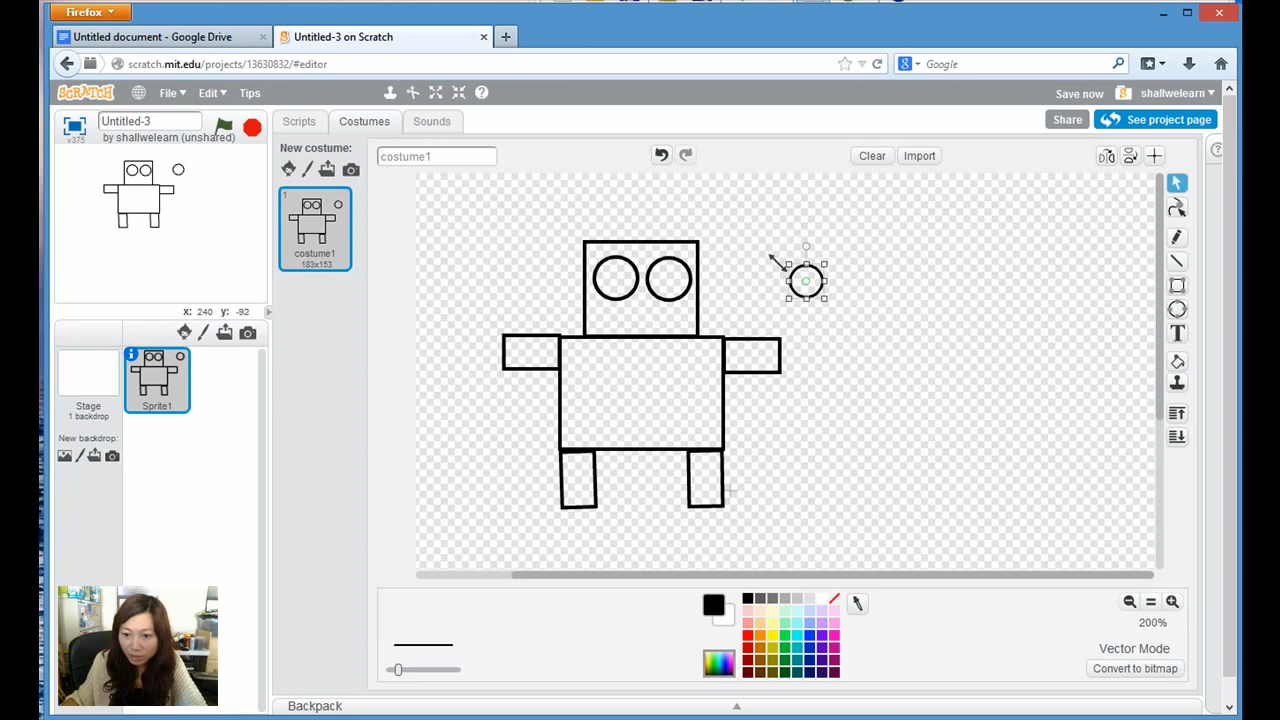 Firefox
Untitled document - Google Drive
Untitled-3 on Scratch
scratch.mit.edu/projects/13630832/#editor
Google
SCRATCH
File
Edit
Tips
Save now
shallwelearn
Untitled-3
by shallwelearn (unshared)
v375
Scripts
Costumes
Sounds
Share
See project page
New costume:
costume1
Clear
Import
1
costume1
183x153
x: 240 y: -92
Stage
1 backdrop
Sprite1
New backdrop:
T
200%
Vector Mode
Convert to bitmap
Backpack